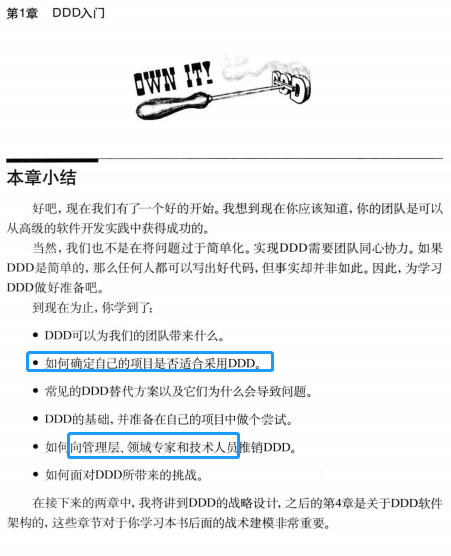 第1章 DDD入门
OWN IT!
DDD
本章小结
好吧，现在我们有了一个好的开始。我想到现在你应该知道，你的团队是可以
从高级的软件开发实践中获得成功的。
当然，我们也不是在将问题过于简单化。实现DDD需要团队同心协力。如果
DDD是简单的，那么任何人都可以写出好代码，但事实却并非如此。因此，为学习
DDD做好准备吧。
到现在为止，你学到了：
• DDD可以为我们的团队带来什么。
• 如何确定自己的项目是否适合采用DDD。
• 常见的DDD替代方案以及它们为什么会导致问题。
• DDD的基础，并准备在自己的项目中做个尝试。
• 如何向管理层、领域专家和技术人员推销DDD。
• 如何面对DDD所带来的挑战。
在接下来的两章中，我将讲到DDD的战略设计，之后的第4章是关于DDD软件
架构的，这些章节对于你学习本书后面的战术建模非常重要。